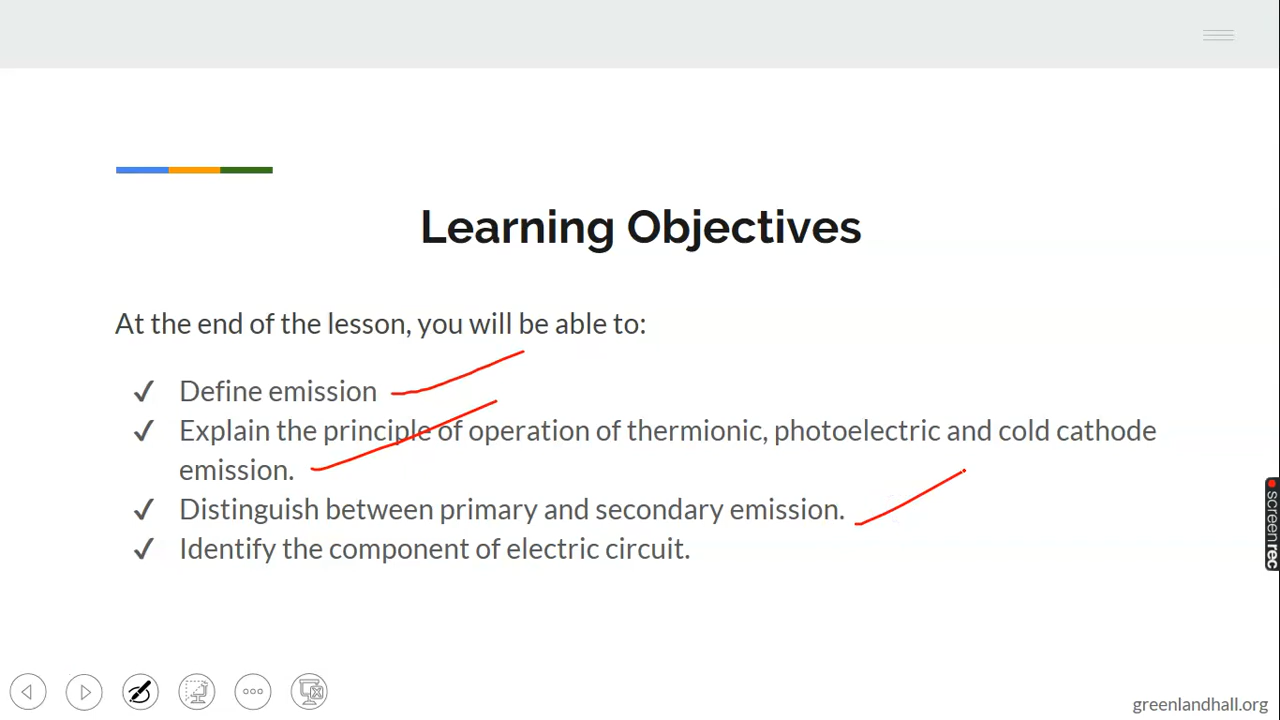 Learning Objectives
At the end of the lesson, you will be able to:
✓ Define emission
✓ Explain the principle of operation of thermionic, photoelectric and cold cathode
emission.
✓ Distinguish between primary and secondary emission.
✓ Identify the component of electric circuit.
screenrec
greenlandhall.org